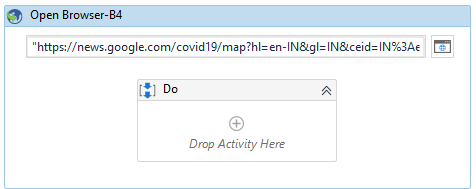 Open Browser-B4
"https://news.google.com/covid19/map?hl=en-IN&gl=IN&ceid=IN%3Ae
Do
Drop Activity Here